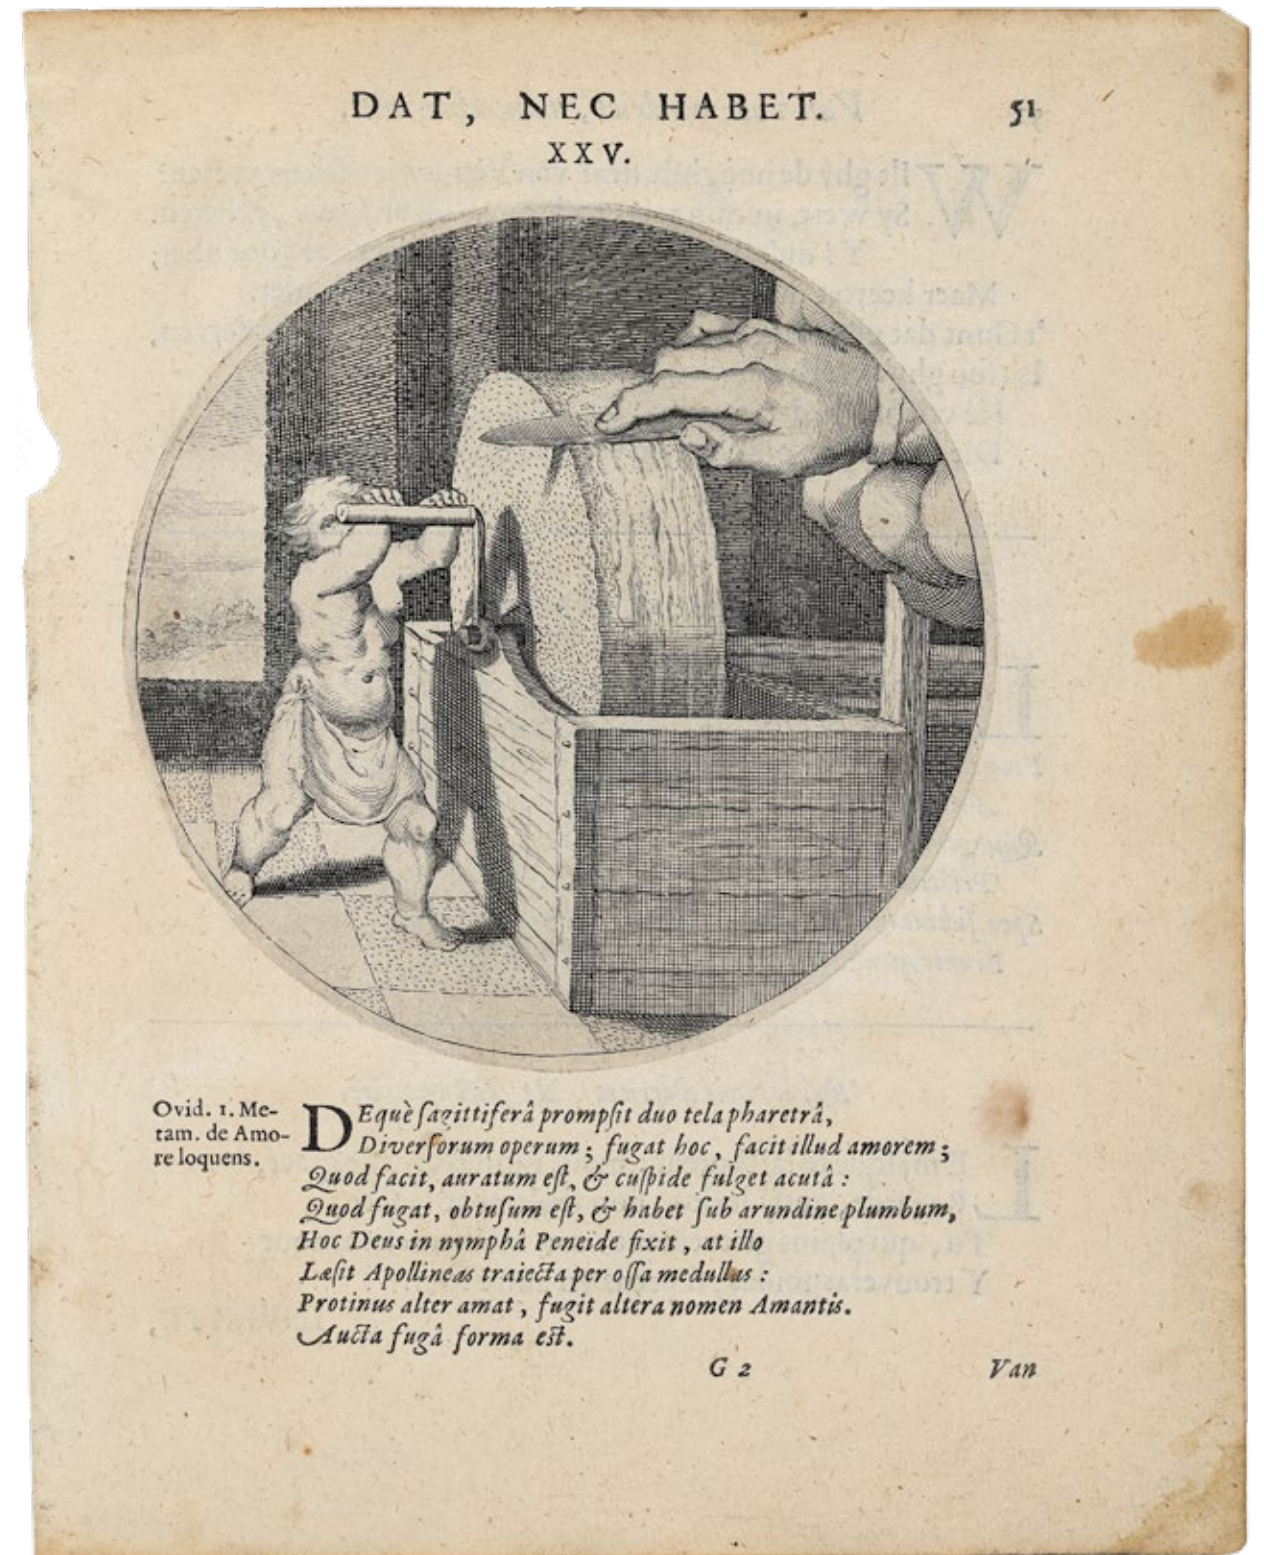 DAT, NEC HABET. 51
XXV.
Ovid. 1. Me-
tam. de Amo-
re loquens.
DEquè ſagittiferâ prompſit duo tela pharetrâ,
Diverſorum operum; fugat hoc, facit illud amorem;
Quod facit, auratum eſt, & cuſpide fulget acutâ:
Quod fugat, obtuſum eſt, & habet ſub arundine plumbum,
Hoc Deus in nymphâ Peneide fixit, at illo
Læſit Apollineas traiecta per oſſa medullas:
Protinus alter amat, fugit altera nomen Amantis.
Aucta fugâ forma est.
G 2 Van